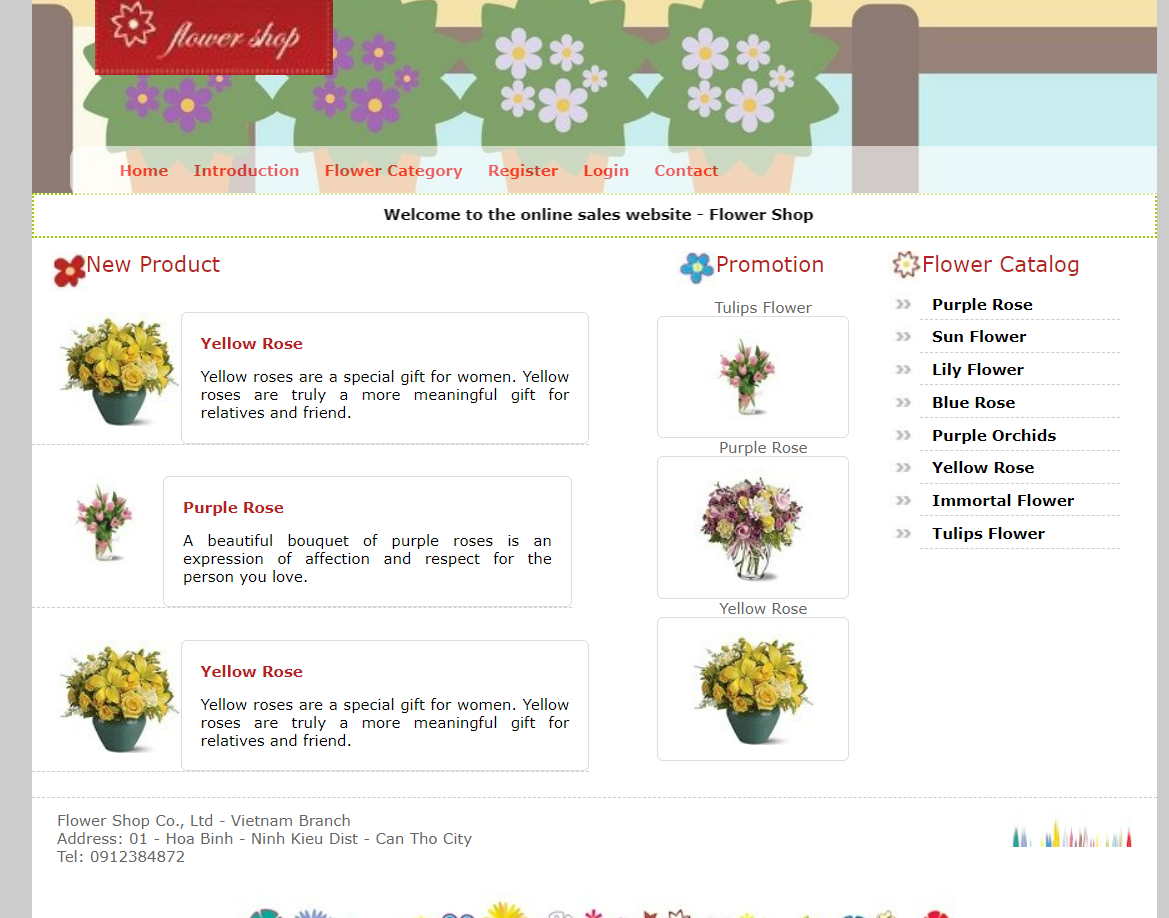 flower shop
Home Introduction Flower Category Register Login Contact
Welcome to the online sales website - Flower Shop
New Product
Yellow Rose
Yellow roses are a special gift for women. Yellow
roses are truly a more meaningful gift for
relatives and friend.
Purple Rose
A beautiful bouquet of purple roses is an
expression of affection and respect for the
person you love.
Yellow Rose
Yellow roses are a special gift for women. Yellow
roses are truly a more meaningful gift for
relatives and friend.
Promotion
Tulips Flower
Purple Rose
Yellow Rose
Flower Catalog
Purple Rose
Sun Flower
Lily Flower
Blue Rose
Purple Orchids
Yellow Rose
Immortal Flower
Tulips Flower
Flower Shop Co., Ltd - Vietnam Branch
Address: 01 - Hoa Binh - Ninh Kieu Dist - Can Tho City
Tel: 0912384872